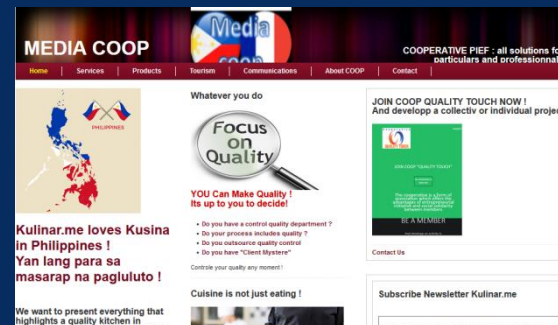 MEDIA COOP
Media
coop
COOPERATIVE PIEF : all solutions fo
particulars and professional
Home
Services
Products
Tourism
Communications
About COOP
Contact
PHILIPPINES
Kulinar.me loves Kusina
in Philippines !
Yan lang para sa
masarap na pagluluto !
We want to present everything that
highlights a quality kitchen in
Whatever you do
Focus
on
Quality
YOU Can Make Quality !
Its up to you to decide!
Do you have a control quality department ?
Do your process includes quality ?
Do you outsource quality control
Do you have "Client Mystere"
Controle your quality any moment !
Cuisine is not just eating !
JOIN COOP QUALITY TOUCH NOW !
And developp a collectiv or individual projec
JOIN COOP "QUALITY TOUCH"
BE A MEMBER
Contact Us
Subscribe Newsletter Kulinar.me